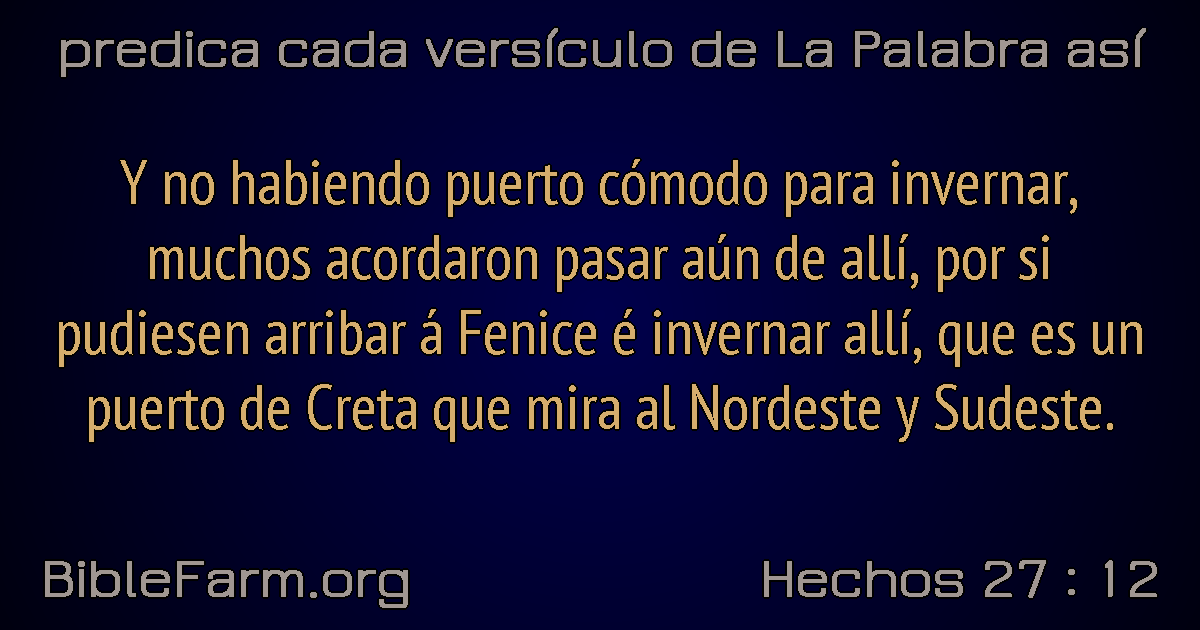 predica cada versículo de La Palabra así
Y no habiendo puerto cómodo para invernar,
muchos acordaron pasar aún de allí, por si
pudiesen arribar á Fenice é invernar allí, que es un
puerto de Creta que mira al Nordeste y Sudeste.
BibleFarm.org
Hechos 27 : 12